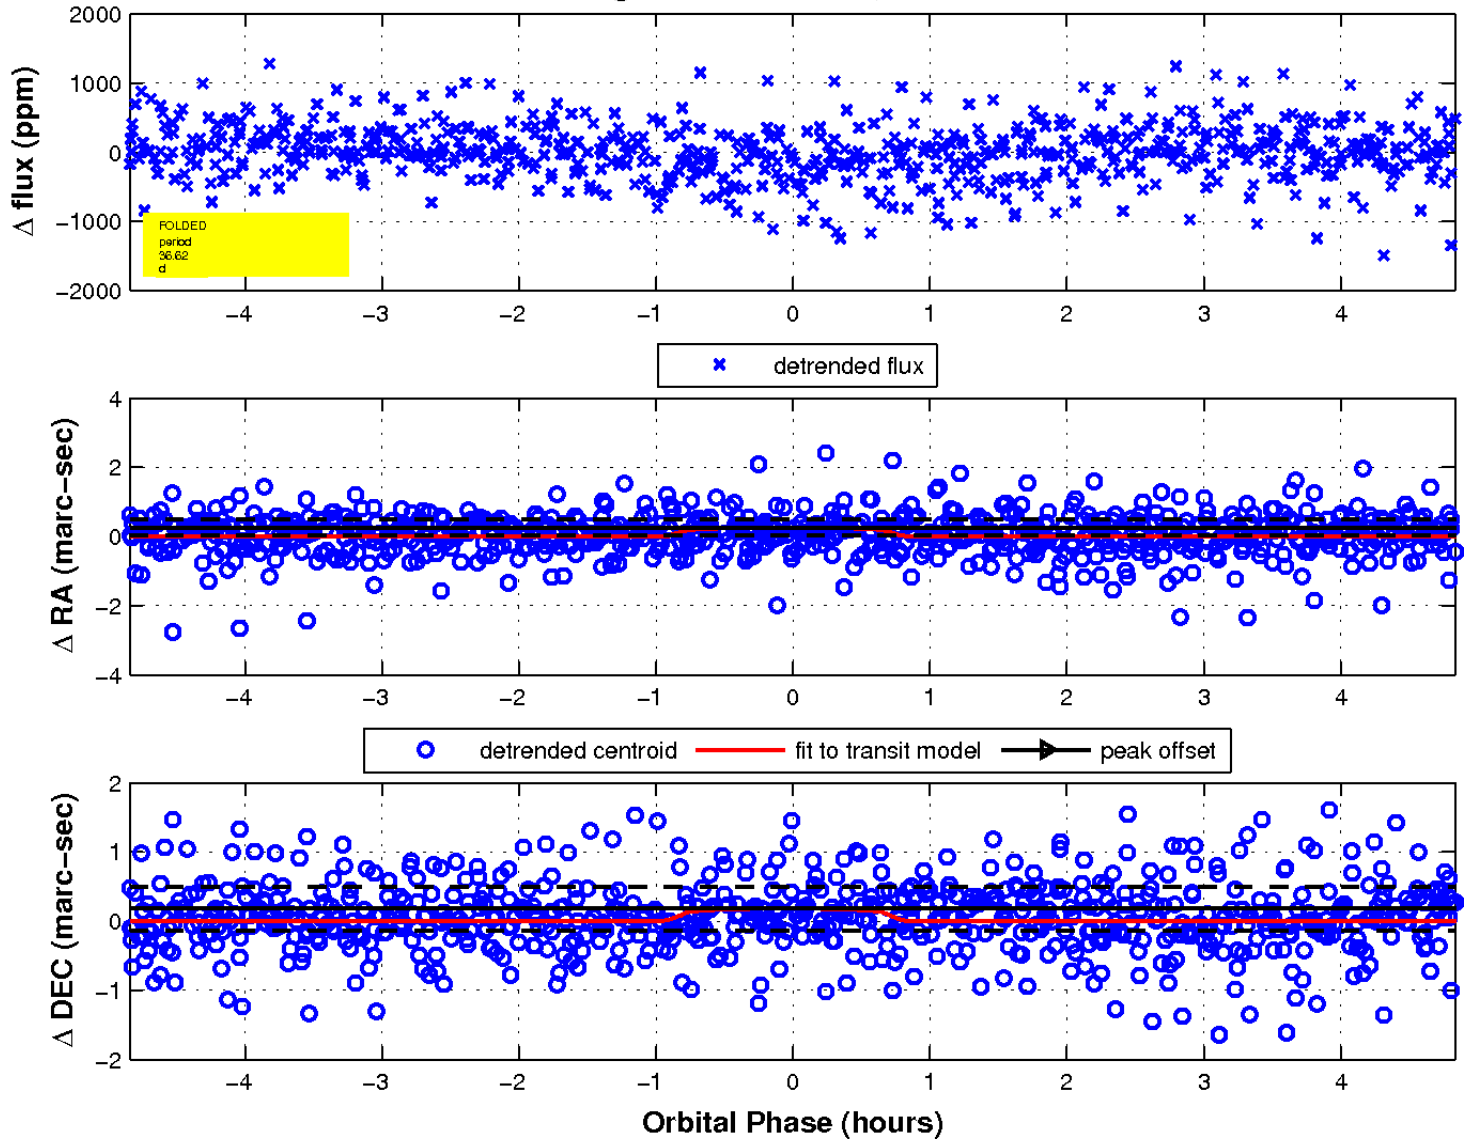 2000
1000
0
−1000
−2000
Δ flux (ppm)
FOLDED
period
36.62
d
−4 −3 −2 −1 0 1 2 3 4
detrended flux
4
2
0
−2
−4
Δ RA (marc−sec)
−4 −3 −2 −1 0 1 2 3 4
detrended centroid fit to transit model peak offset
2
1
0
−1
−2
Δ DEC (marc−sec)
−4 −3 −2 −1 0 1 2 3 4
Orbital Phase (hours)